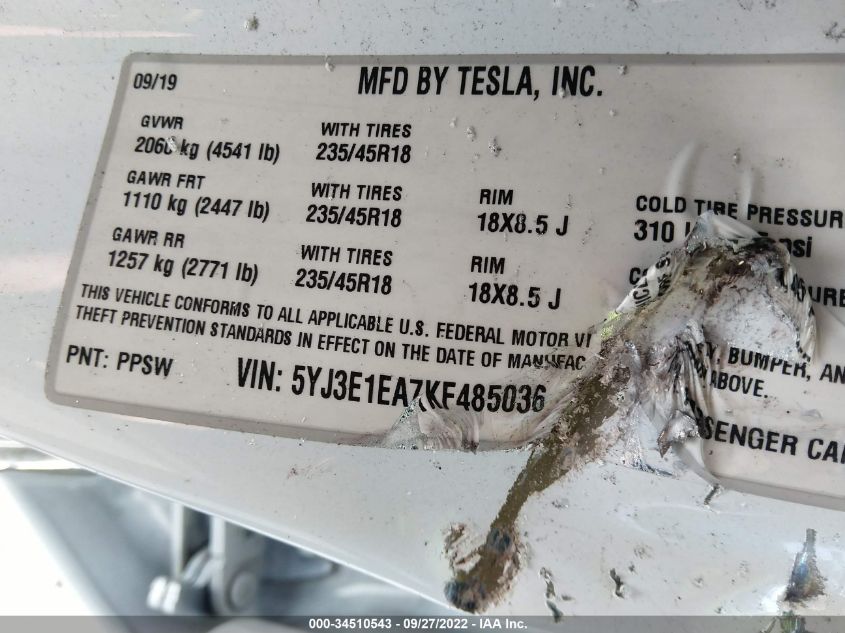 09/19 MFD BY TESLA, INC.
GVWR WITH TIRES
2060 kg (4541 lb) 235/45R18
GAWR FRT WITH TIRES RIM COLD TIRE PRESSURE
1110 kg (2447 lb) 235/45R18 18X8.5 J 310 psi
GAWR RR WITH TIRES RIM
1257 kg (2771 lb) 235/45R18 18X8.5 J
THIS VEHICLE CONFORMS TO ALL APPLICABLE U.S. FEDERAL MOTOR
THEFT PREVENTION STANDARDS IN EFFECT ON THE DATE OF MANUFAC BUMPER, AN
ABOVE.
PNT: PPSW VIN: 5YJ3E1EA7KF485036 SSENGER CAR
000-34510543 / 09/27/2022 - IAA Inc.